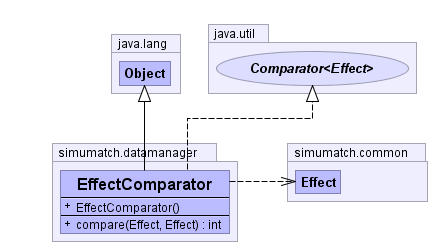 java.lang
Object
java.util
Comparator<Effect>
simumatch.datamanager
EffectComparator
+ EffectComparator()
+ compare(Effect, Effect) : int
simumatch.common
Effect